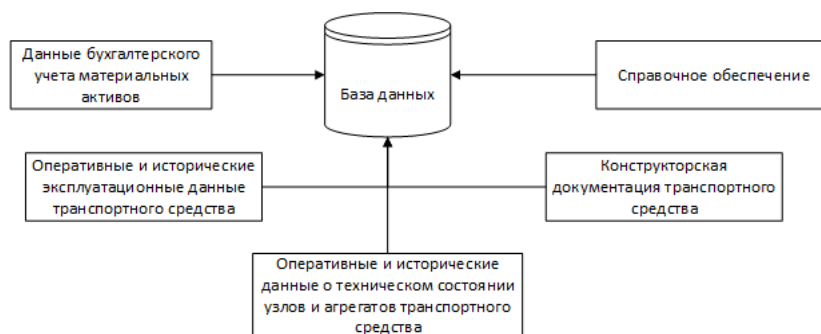 Данные бухгалтерского
учета материальных
активов
База данных
Справочное обеспечение
Оперативные и исторические
эксплуатационные данные
транспортного средства
Конструкторская
документация транспортного
средства
Оперативные и исторические
данные о техническом состоянии
узлов и агрегатов транспортного
средства